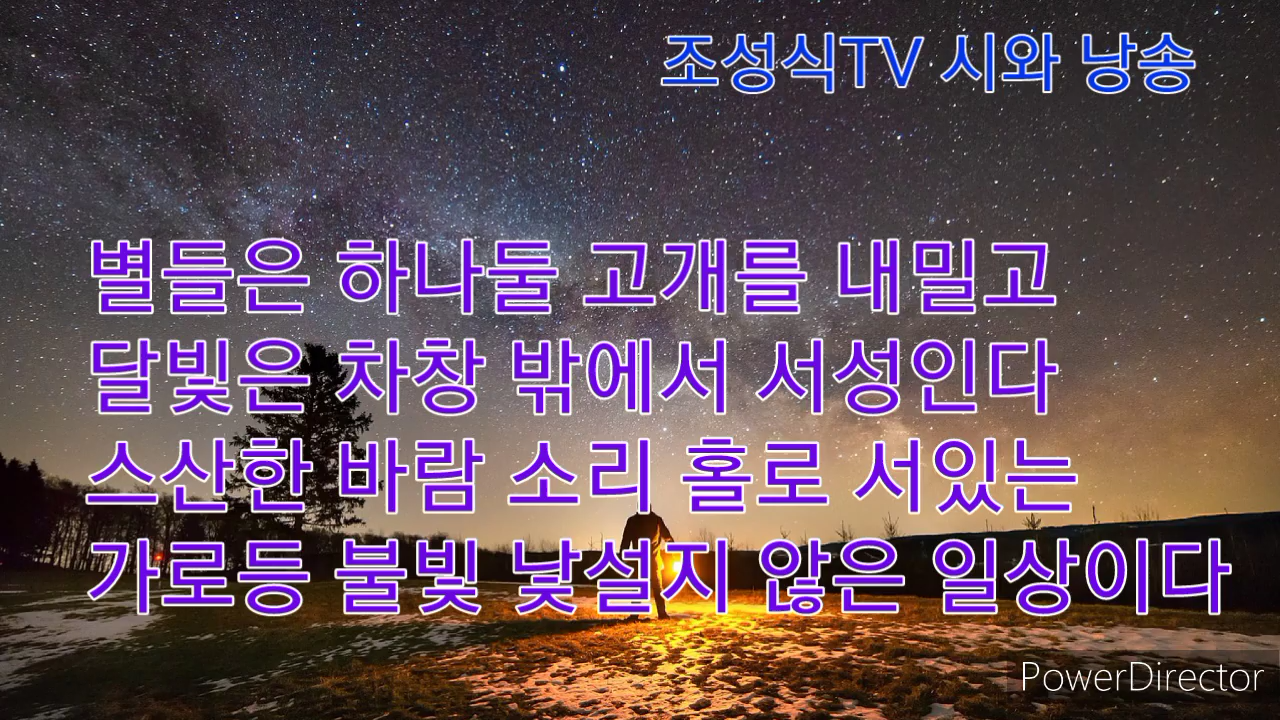 조성식TV 시와 낭송
별들은 하나둘 고개를 내밀고
달빛은 차창 밖에서 서성인다
스산한 바람 소리 홀로 서있는
가로등 불빛 낯설지 않은 일상이다
PowerDirector